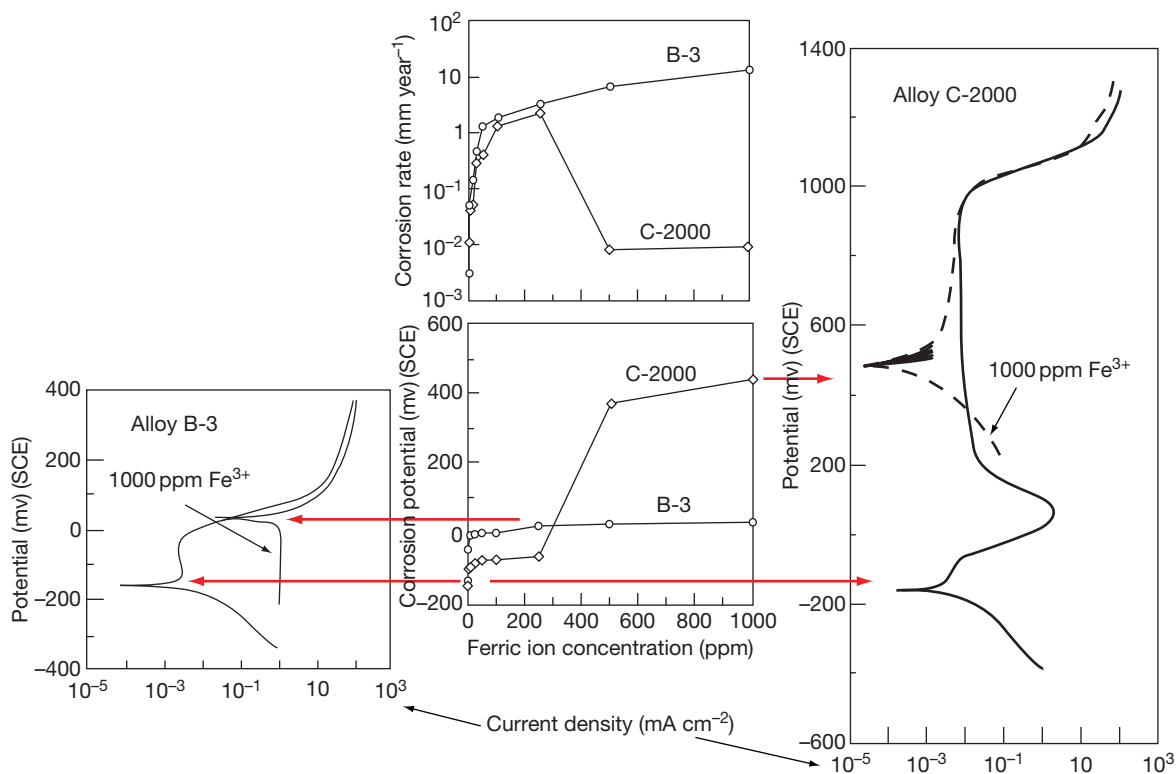 10²
10
1
10⁻¹
10⁻²
10⁻³
Corrosion rate (mm year⁻¹)
B-3
C-2000
600
400
200
0
−200
Corrosion potential (mv) (SCE)
C-2000
B-3
0 200 400 600 800 1000
Ferric ion concentration (ppm)
400
200
0
−200
−400
Potential (mv) (SCE)
Alloy B-3
1000 ppm Fe³⁺
10⁻⁵ 10⁻³ 10⁻¹ 10 10³
Current density (mA cm⁻²)
1400
1000
600
200
−200
−600
Potential (mv) (SCE)
Alloy C-2000
1000 ppm Fe³⁺
10⁻⁵ 10⁻³ 10⁻¹ 10 10³